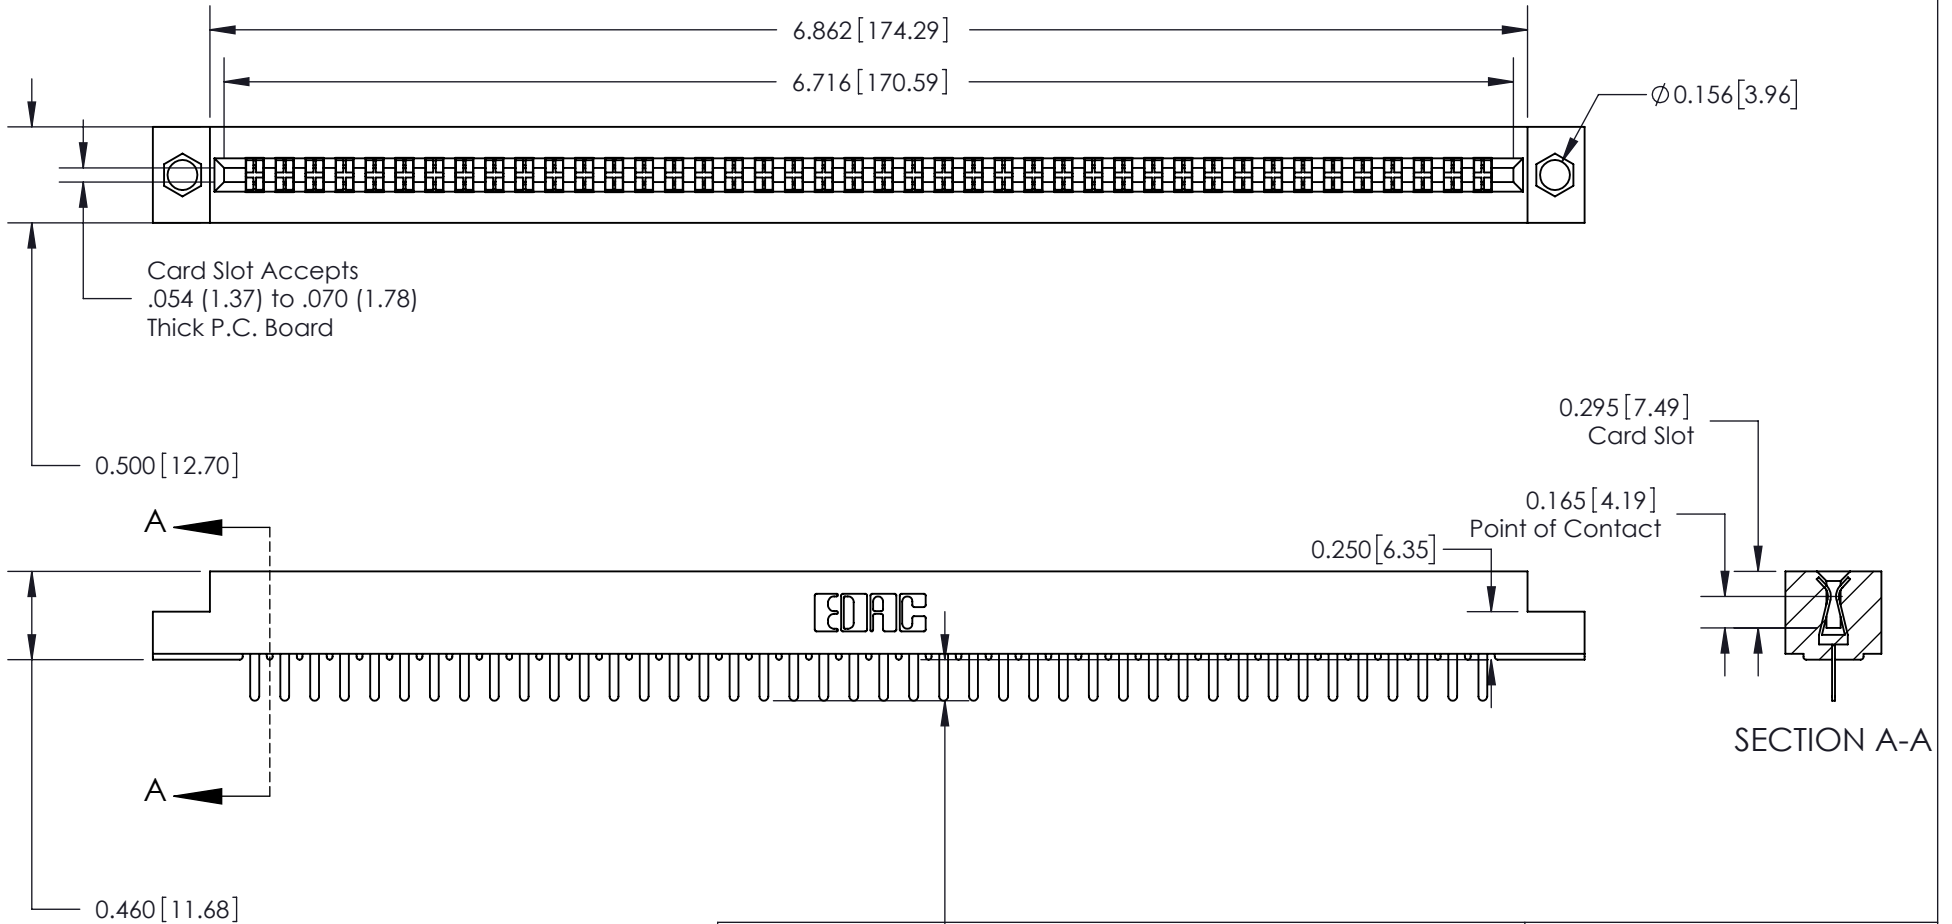 6.862[174.29]
6.716[170.59]
Ø0.156[3.96]
Card Slot Accepts
.054 (1.37) to .070 (1.78)
Thick P.C. Board
0.295[7.49]
Card Slot
0.500[12.70]
0.165[4.19]
Point of Contact
A
0.250[6.35]
EDAC
SECTION A-A
A
0.460[11.68]